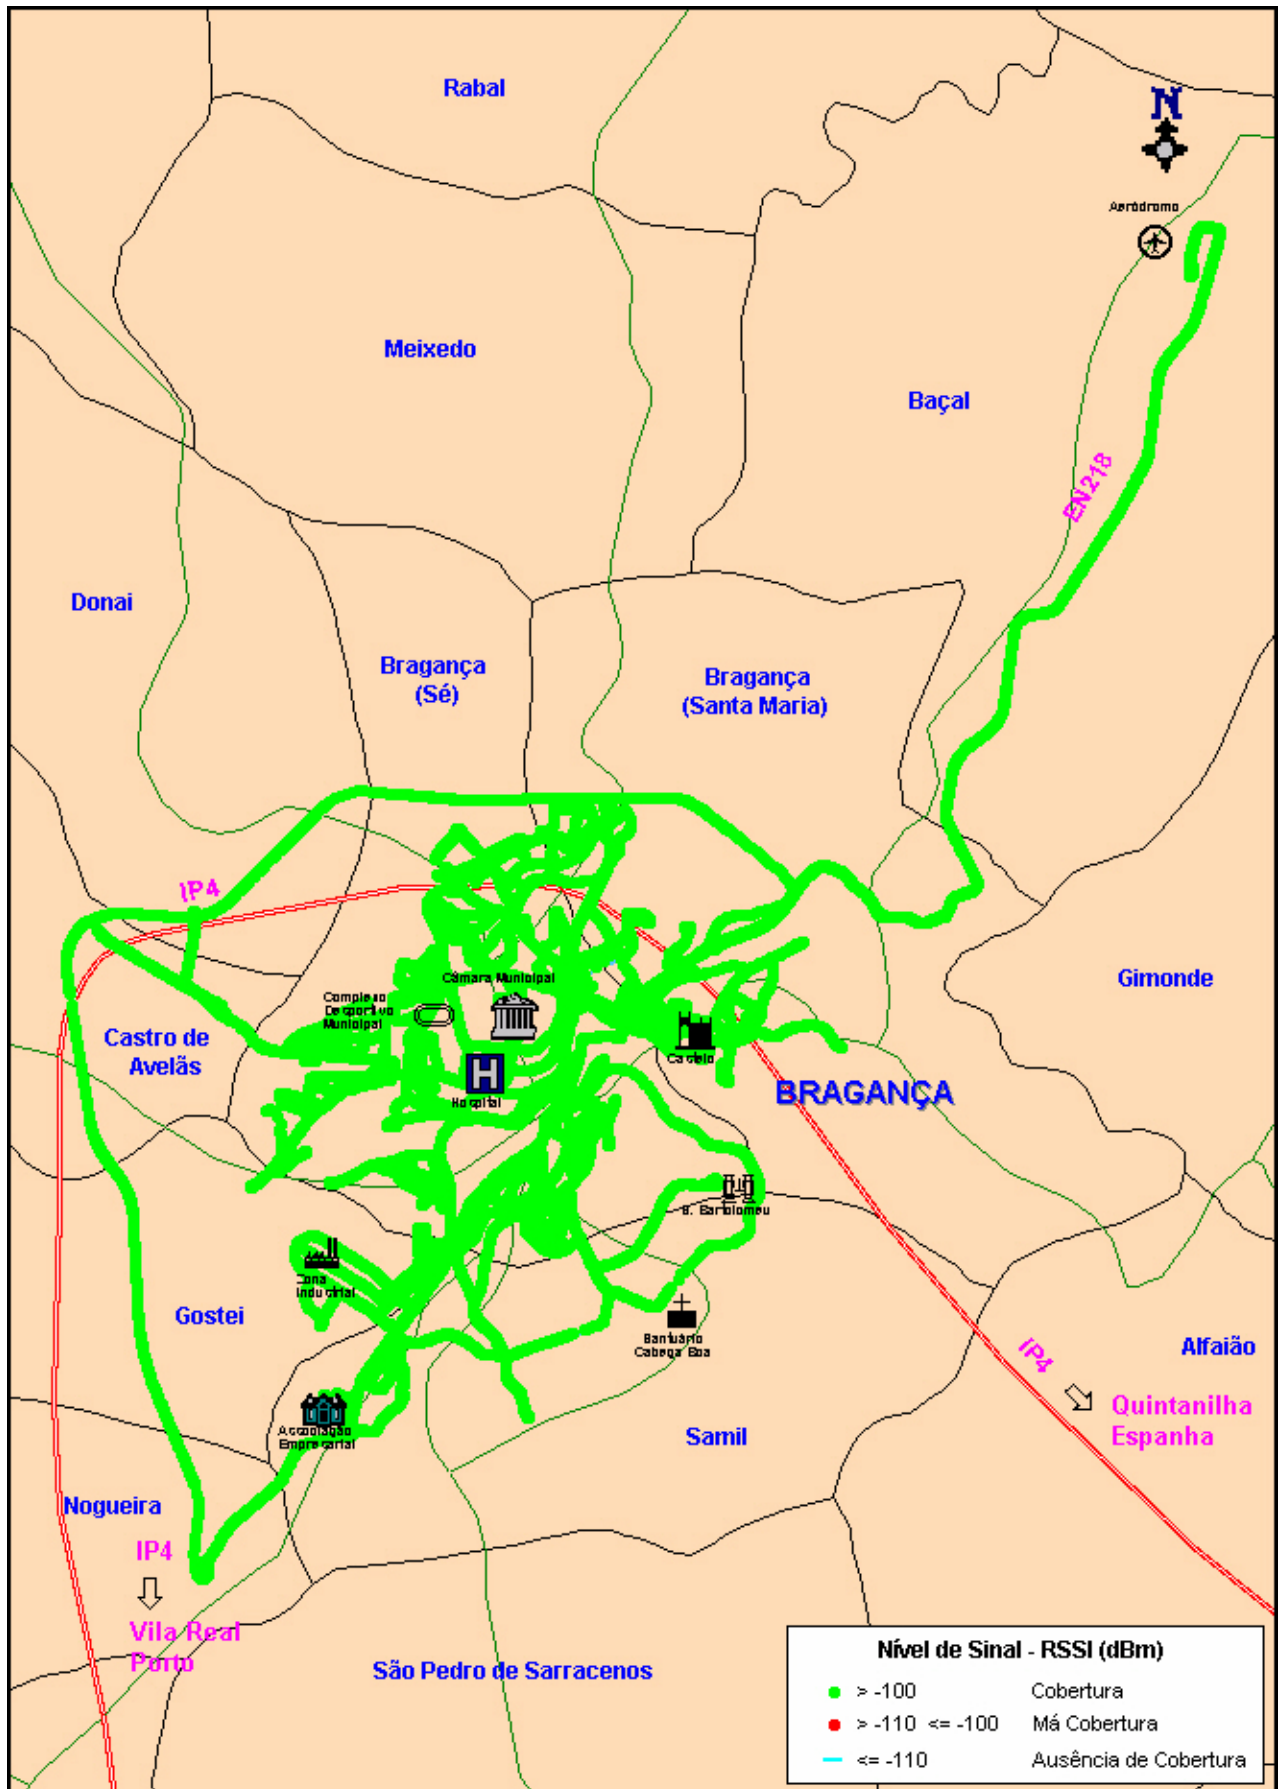 Rabal
N
Aeródromo
Meixedo
Baçal
EN218
Donai
Bragança
(Sé)
Bragança
(Santa Maria)
IP4
Câmara Municipal
Complexo
Desportivo
Municipal
Gimonde
Castro de
Avelãs
Castelo
H
Hospital
BRAGANÇA
S. Bartolomeu
Zona
Industrial
Gostei
Santuário
Cabeça Boa
IP4
Alfaião
Quintanilha
Espanha
Associação
Empresarial
Samil
Nogueira
IP4
Vila Real
Porto
São Pedro de Sarracenos
Nível de Sinal - RSSI (dBm)
> -100 Cobertura
> -110 <= -100 Má Cobertura
<= -110 Ausência de Cobertura